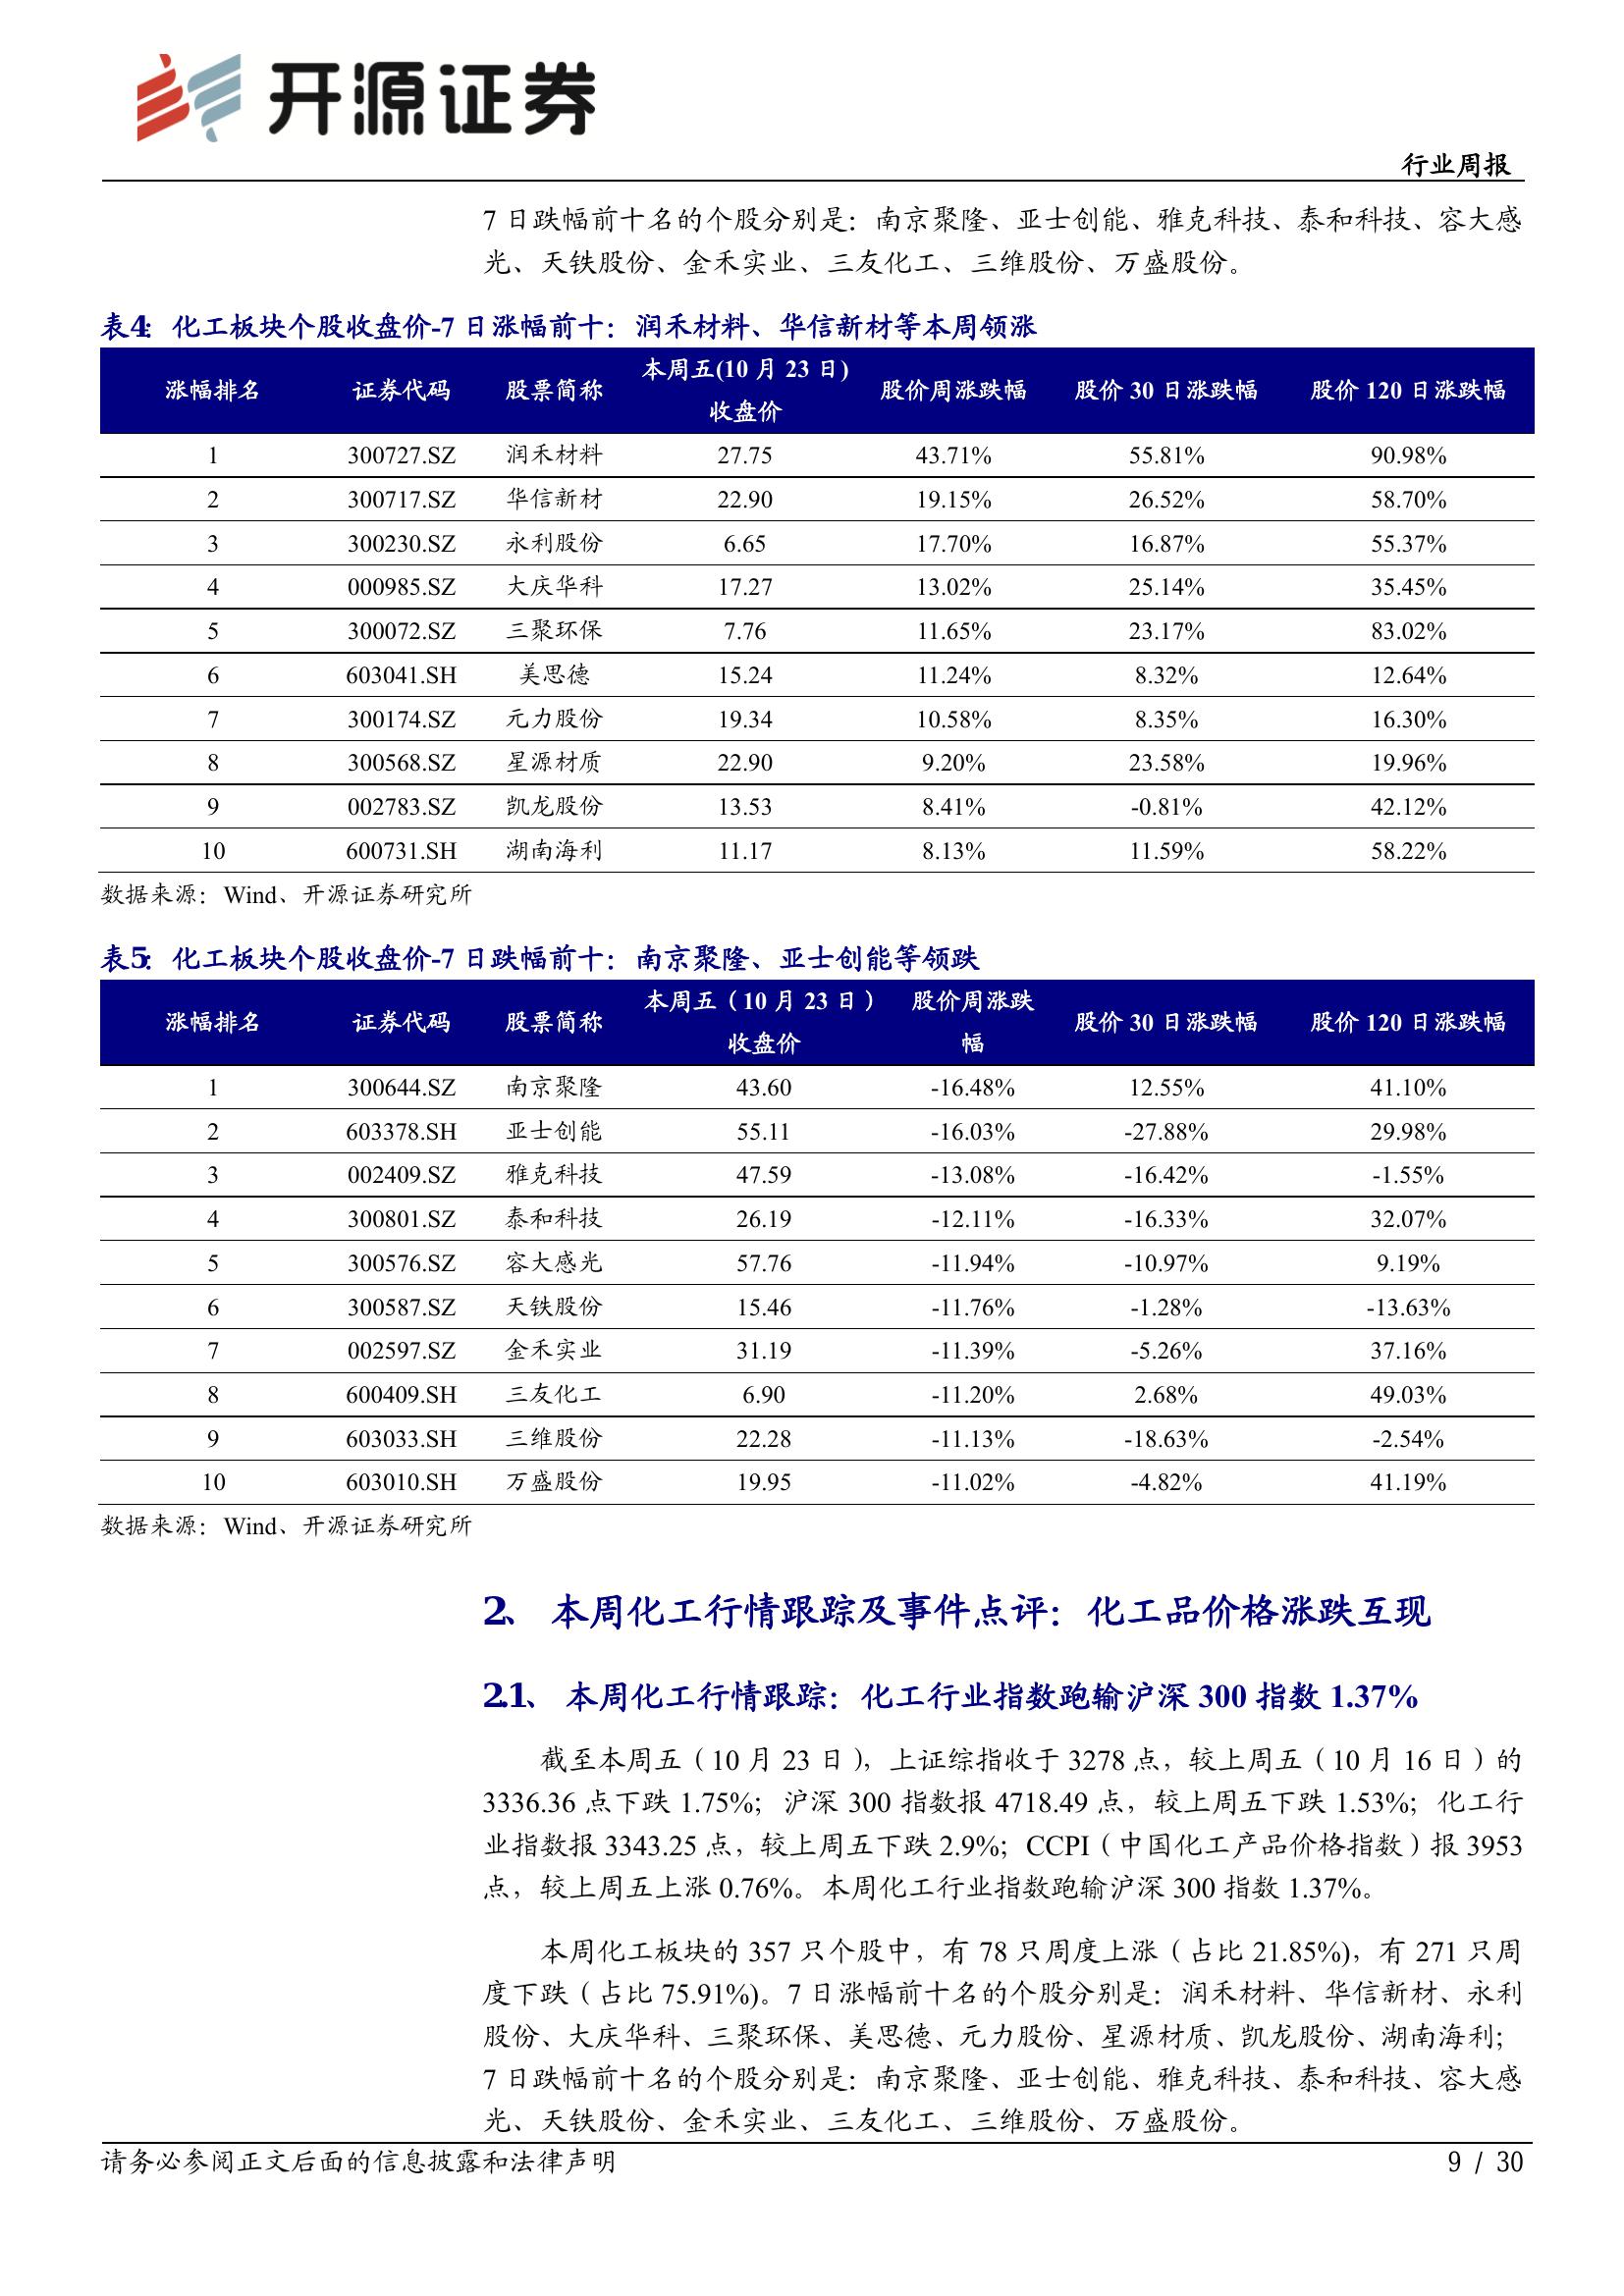 开源证券
行业周报
7 日跌幅前十名的个股分别是：南京聚隆、亚士创能、雅克科技、泰和科技、容大感
光、天铁股份、金禾实业、三友化工、三维股份、万盛股份。
表4：化工板块个股收盘价-7 日涨幅前十：润禾材料、华信新材等本周领涨
涨幅排名 证券代码 股票简称 本周五(10 月 23 日)收盘价 股价周涨跌幅 股价 30 日涨跌幅 股价 120 日涨跌幅
1 300727.SZ 润禾材料 27.75 43.71% 55.81% 90.98%
2 300717.SZ 华信新材 22.90 19.15% 26.52% 58.70%
3 300230.SZ 永利股份 6.65 17.70% 16.87% 55.37%
4 000985.SZ 大庆华科 17.27 13.02% 25.14% 35.45%
5 300072.SZ 三聚环保 7.76 11.65% 23.17% 83.02%
6 603041.SH 美思德 15.24 11.24% 8.32% 12.64%
7 300174.SZ 元力股份 19.34 10.58% 8.35% 16.30%
8 300568.SZ 星源材质 22.90 9.20% 23.58% 19.96%
9 002783.SZ 凯龙股份 13.53 8.41% -0.81% 42.12%
10 600731.SH 湖南海利 11.17 8.13% 11.59% 58.22%
数据来源：Wind、开源证券研究所
表5：化工板块个股收盘价-7 日跌幅前十：南京聚隆、亚士创能等领跌
涨幅排名 证券代码 股票简称 本周五（10 月 23 日）收盘价 股价周涨跌幅 股价 30 日涨跌幅 股价 120 日涨跌幅
1 300644.SZ 南京聚隆 43.60 -16.48% 12.55% 41.10%
2 603378.SH 亚士创能 55.11 -16.03% -27.88% 29.98%
3 002409.SZ 雅克科技 47.59 -13.08% -16.42% -1.55%
4 300801.SZ 泰和科技 26.19 -12.11% -16.33% 32.07%
5 300576.SZ 容大感光 57.76 -11.94% -10.97% 9.19%
6 300587.SZ 天铁股份 15.46 -11.76% -1.28% -13.63%
7 002597.SZ 金禾实业 31.19 -11.39% -5.26% 37.16%
8 600409.SH 三友化工 6.90 -11.20% 2.68% 49.03%
9 603033.SH 三维股份 22.28 -11.13% -18.63% -2.54%
10 603010.SH 万盛股份 19.95 -11.02% -4.82% 41.19%
数据来源：Wind、开源证券研究所
2、 本周化工行情跟踪及事件点评：化工品价格涨跌互现
2.1、 本周化工行情跟踪：化工行业指数跑输沪深 300 指数 1.37%
截至本周五（10 月 23 日），上证综指收于 3278 点，较上周五（10 月 16 日）的
3336.36 点下跌 1.75%；沪深 300 指数报 4718.49 点，较上周五下跌 1.53%；化工行
业指数报 3343.25 点，较上周五下跌 2.9%；CCPI（中国化工产品价格指数）报 3953
点，较上周五上涨 0.76%。本周化工行业指数跑输沪深 300 指数 1.37%。
本周化工板块的 357 只个股中，有 78 只周度上涨（占比 21.85%），有 271 只周
度下跌（占比 75.91%）。7 日涨幅前十名的个股分别是：润禾材料、华信新材、永利
股份、大庆华科、三聚环保、美思德、元力股份、星源材质、凯龙股份、湖南海利；
7 日跌幅前十名的个股分别是：南京聚隆、亚士创能、雅克科技、泰和科技、容大感
光、天铁股份、金禾实业、三友化工、三维股份、万盛股份。
请务必参阅正文后面的信息披露和法律声明
9 / 30